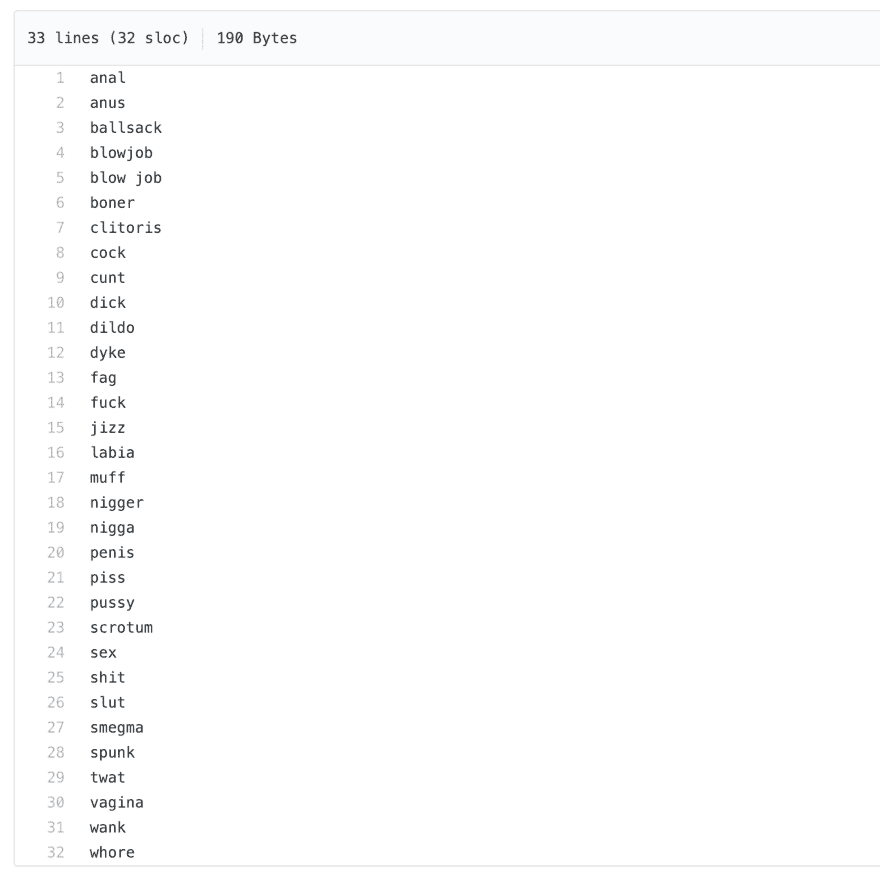 33 lines (32 sloc) 190 Bytes
1 anal
2 anus
3 ballsack
4 blowjob
5 blow job
6 boner
7 clitoris
8 cock
9 cunt
10 dick
11 dildo
12 dyke
13 fag
14 fuck
15 jizz
16 labia
17 muff
18 nigger
19 nigga
20 penis
21 piss
22 pussy
23 scrotum
24 sex
25 shit
26 slut
27 smegma
28 spunk
29 twat
30 vagina
31 wank
32 whore